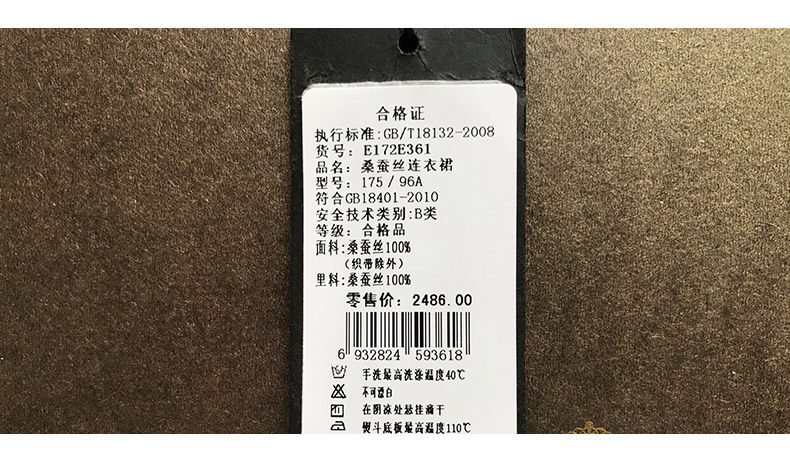 合格证
执行标准:GB/T18132-2008
货号：E172E361
品名：桑蚕丝连衣裙
型号：175/96A
符合GB18401-2010
安全技术类别:B类
等级：合格品
面料:桑蚕丝100%
（织带除外）
里料:桑蚕丝100%
零售价：2486.00
6 932824 593618
手洗最高洗涤温度40℃
不可漂白
在阴凉处悬挂滴干
熨斗底板最高温度110℃